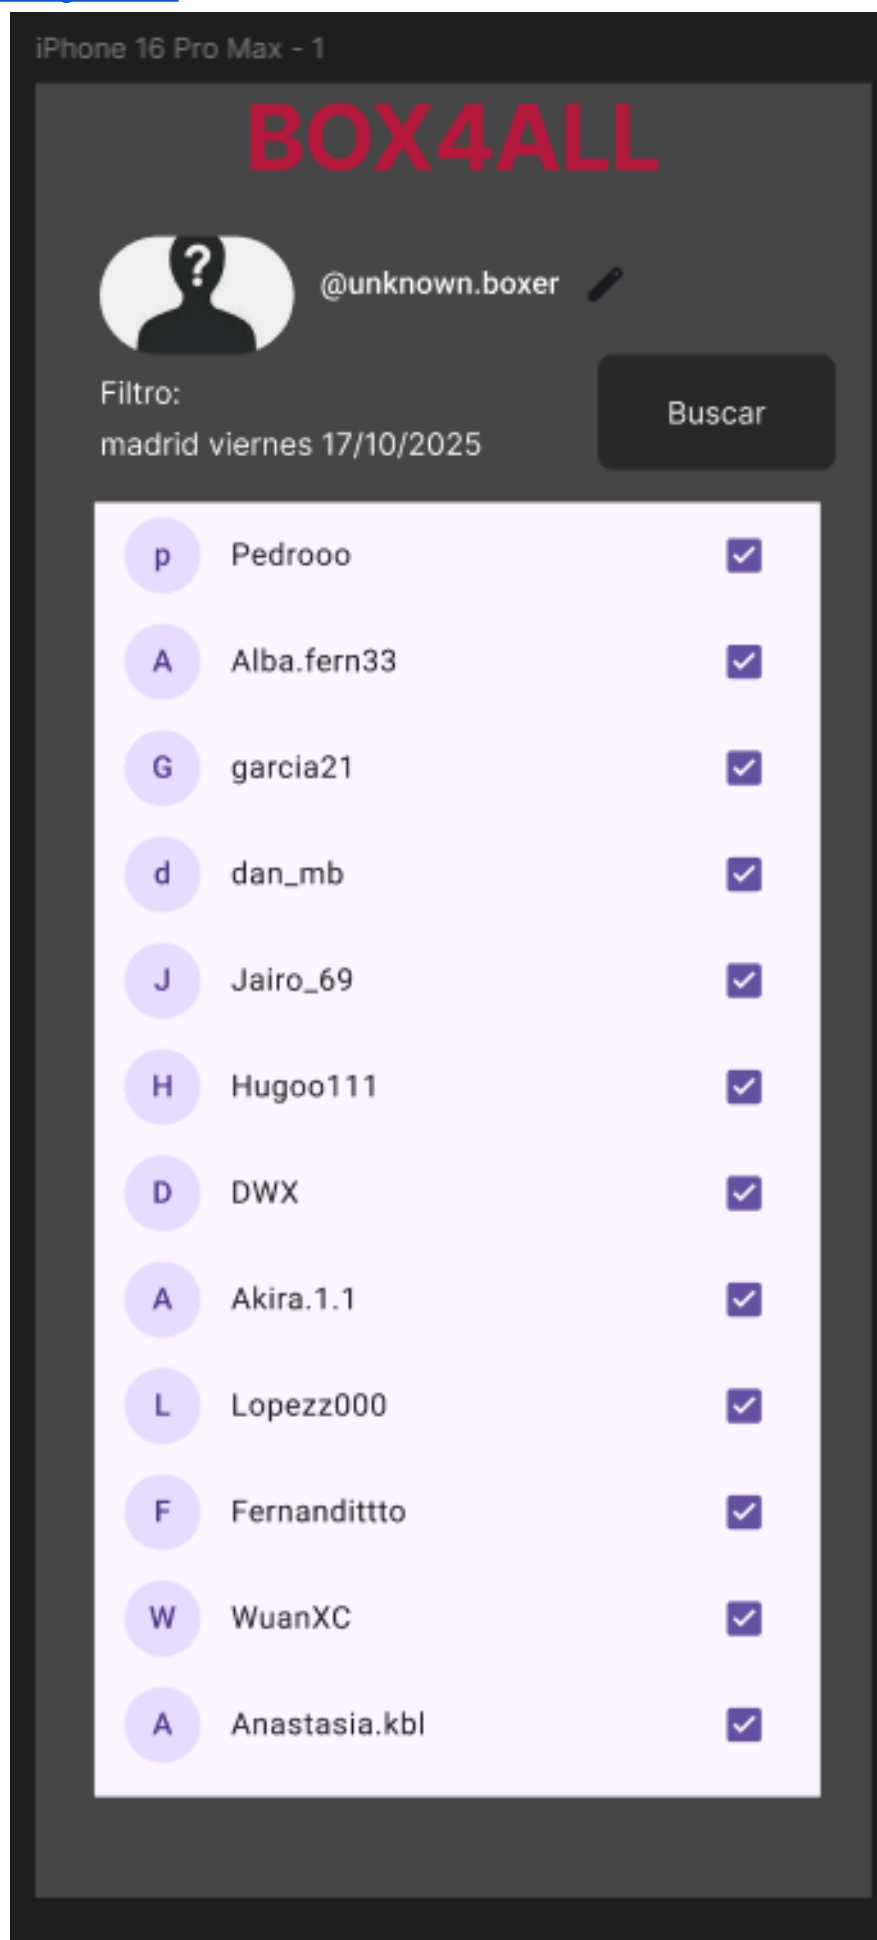 iPhone 16 Pro Max - 1
BOX4ALL
?
@unknown.boxer
Filtro:
madrid viernes 17/10/2025
Buscar
p Pedrooo
A Alba.fern33
G garcia21
d dan_mb
J Jairo_69
H Hugoo111
D DWX
A Akira.1.1
L Lopezz000
F Fernandittto
W WuanXC
A Anastasia.kbl